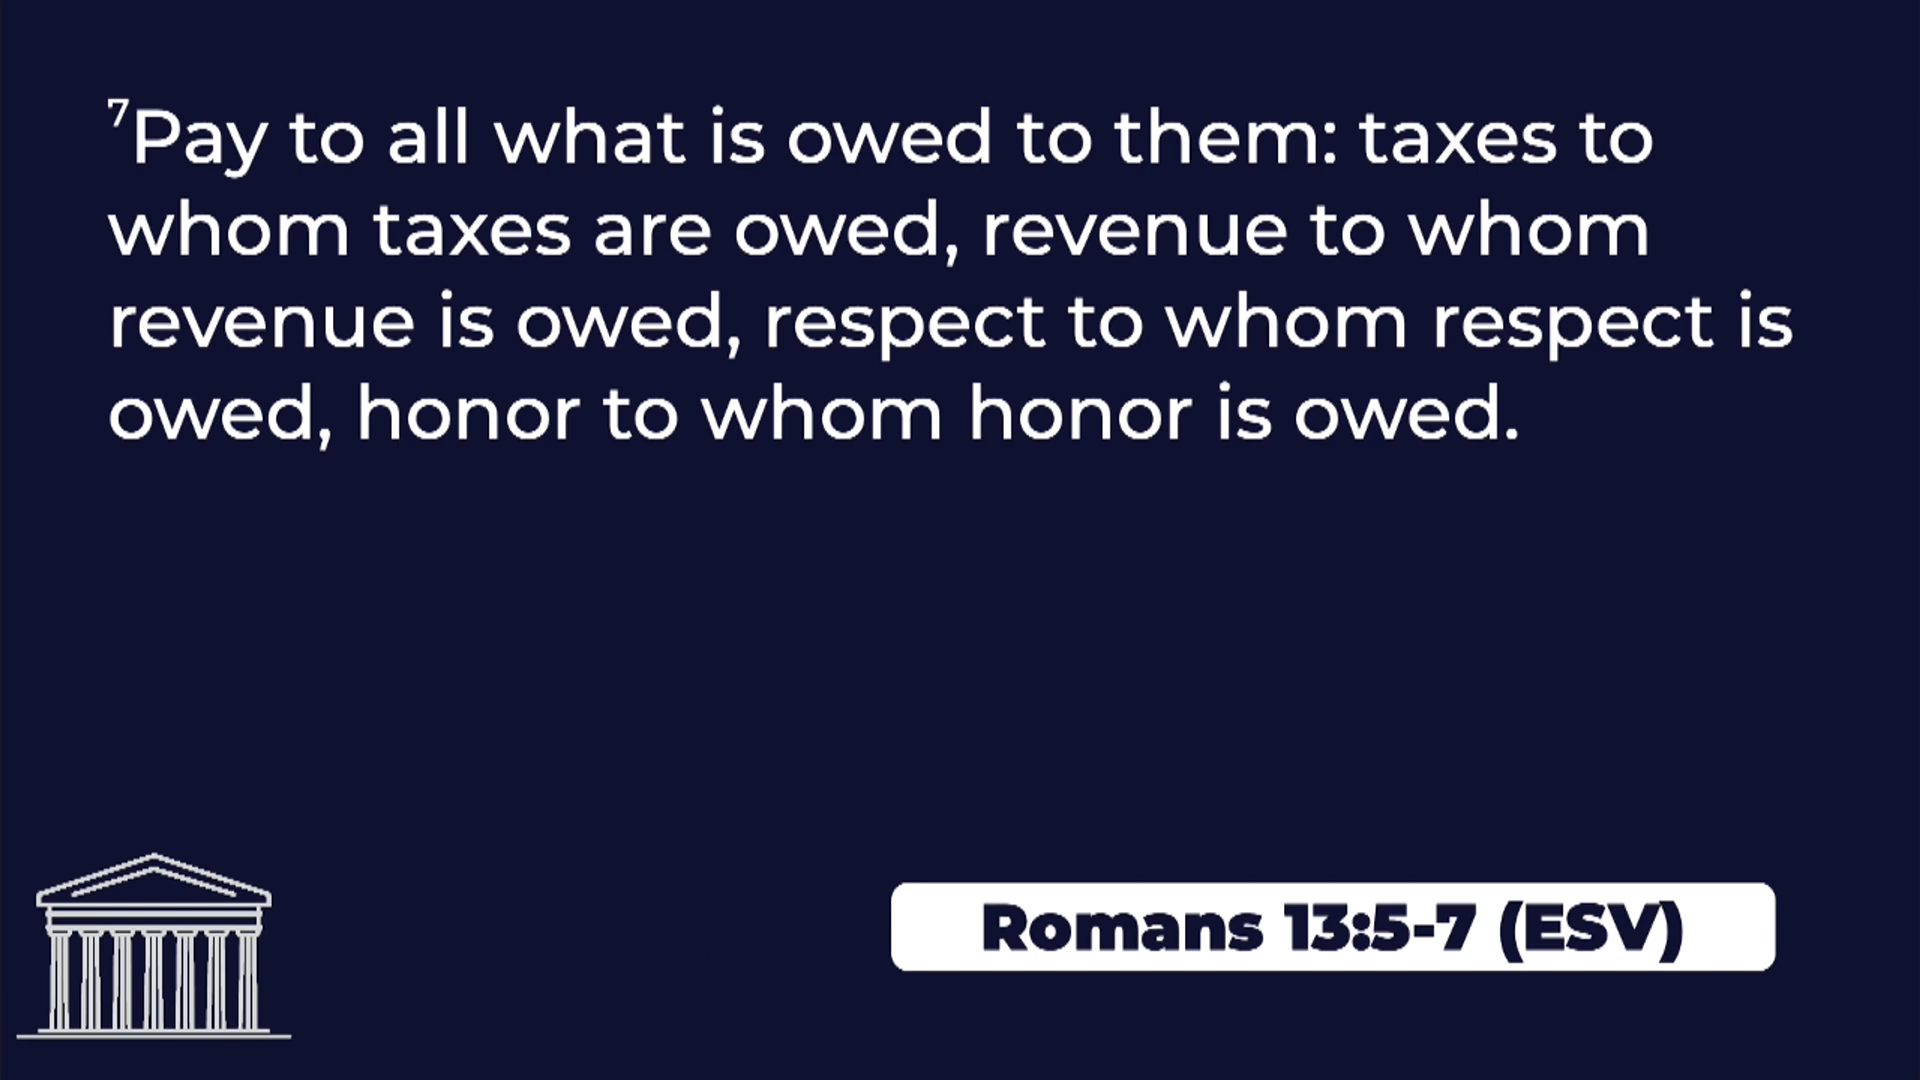 ⁷Pay to all what is owed to them: taxes to
whom taxes are owed, revenue to whom
revenue is owed, respect to whom respect is
owed, honor to whom honor is owed.
Romans 13:5-7 (ESV)